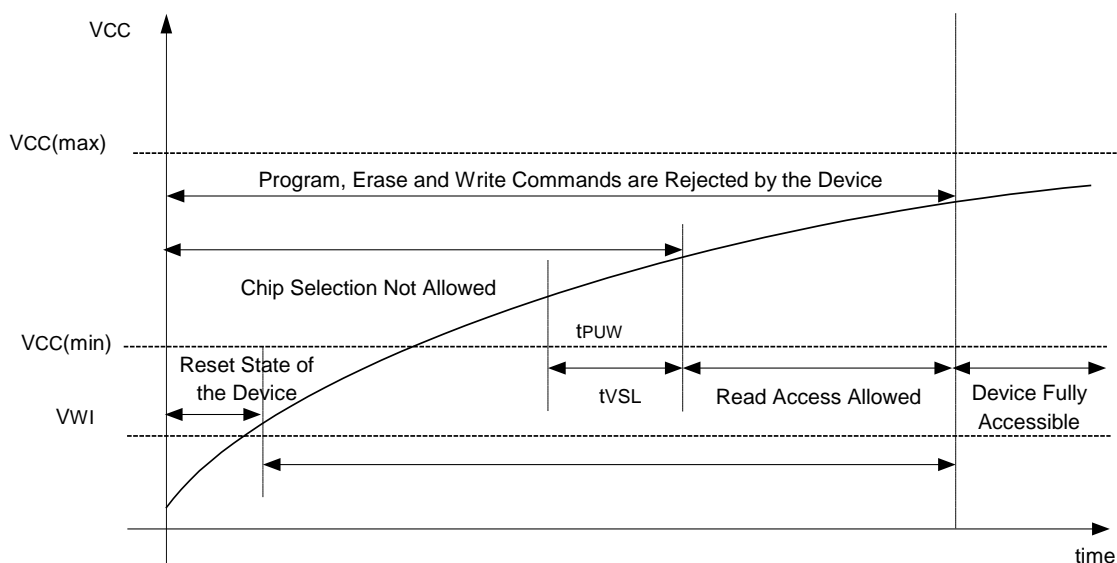 VCC
VCC(max)
Program, Erase and Write Commands are Rejected by the Device
Chip Selection Not Allowed
tPUW
VCC(min)
Reset State of
the Device
tVSL
Read Access Allowed
Device Fully
Accessible
VWI
time